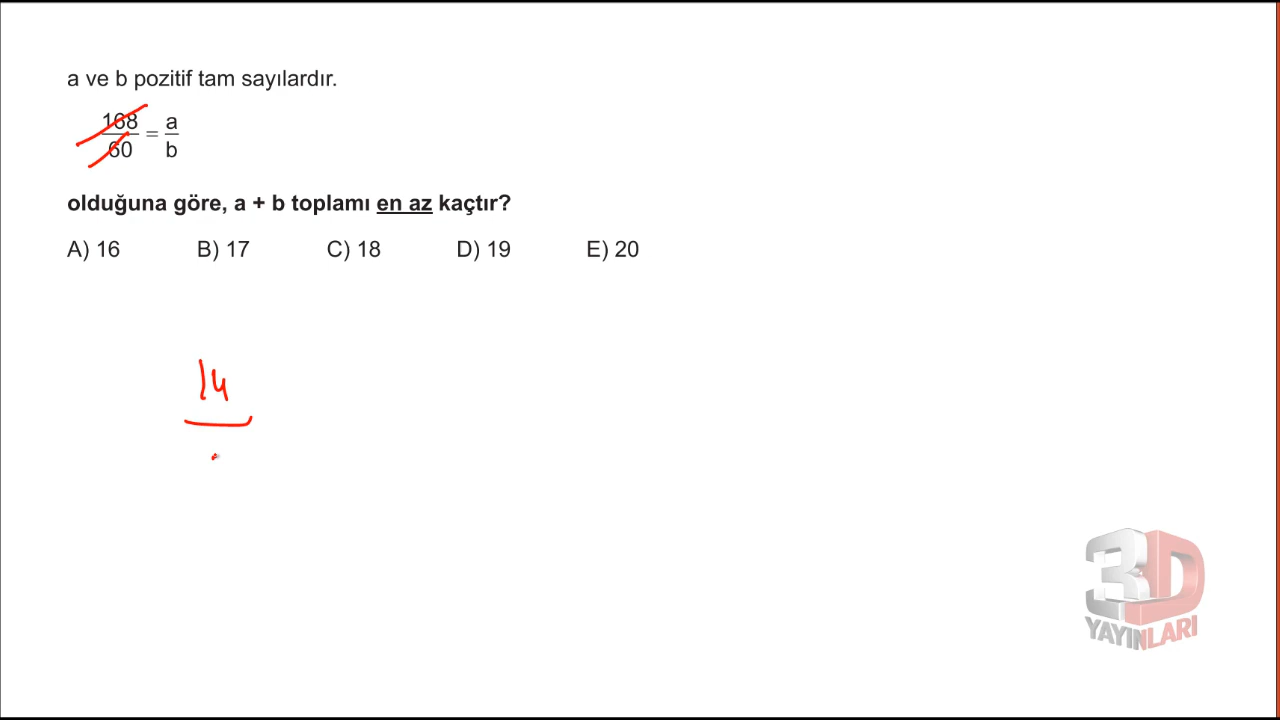 a ve b pozitif tam sayılardır.
168/60 = a/b
olduğuna göre, a + b toplamı en az kaçtır?
A) 16 B) 17 C) 18 D) 19 E) 20
14
3D
YAYINLARI